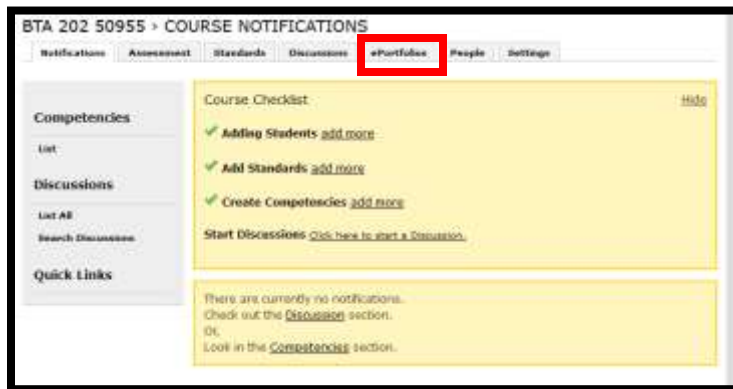 BTA 202 50955 › COURSE NOTIFICATIONS
Notifications Assessment Standards Discussions ePortfolios People Settings
Competencies
List
Discussions
List All
Search Discussions
Quick Links
Course Checklist Hide
✔ Adding Students add more
✔ Add Standards add more
✔ Create Competencies add more
Start Discussions Click here to start a Discussion.
There are currently no notifications.
Check out the Discussion section.
Or,
Look in the Competencies section.